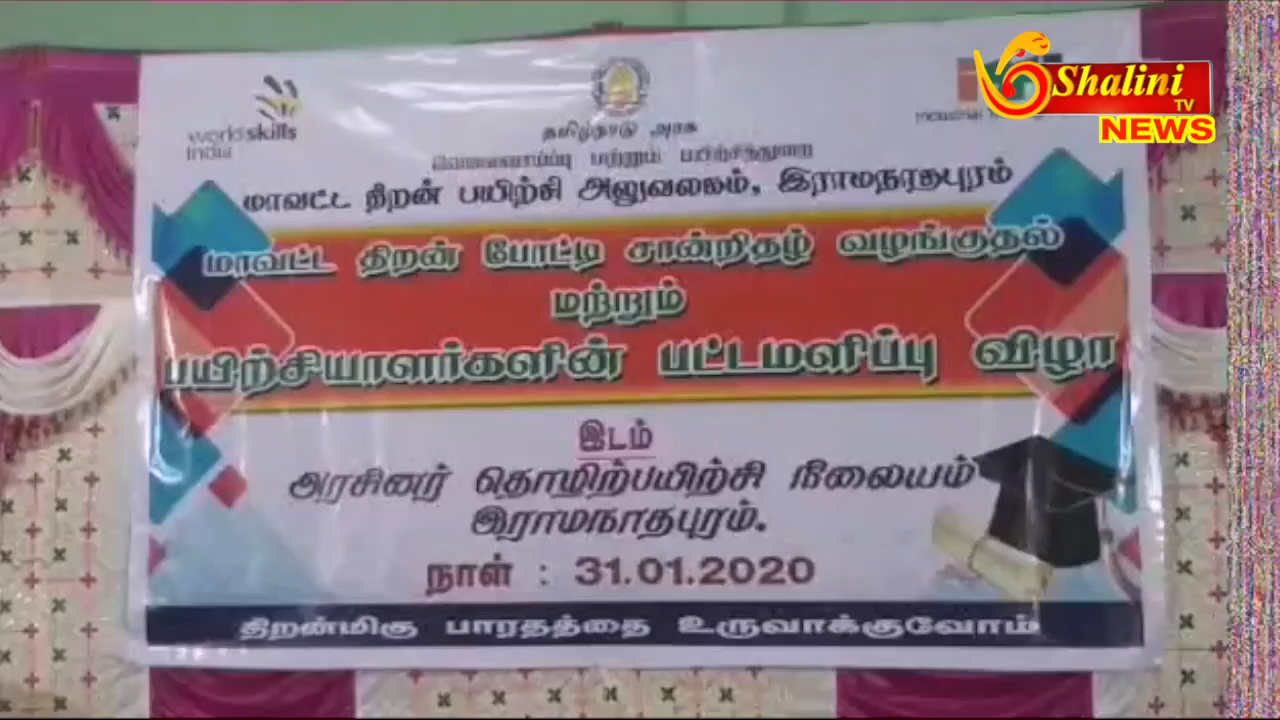 Shalini
TV
NEWS
worldskills
India
தமிழ்நாடு அரசு
வேலைவாய்ப்பு மற்றும் பயிற்சித்துறை
மாவட்ட திறன் பயிற்சி அலுவலகம், இராமநாதபுரம்
மாவட்ட திறன் போட்டி சான்றிதழ் வழங்குதல்
மற்றும்
பயிற்சியாளர்களின் பட்டமளிப்பு விழா
இடம்
அரசினர் தொழிற்பயிற்சி நிலையம்
இராமநாதபுரம்.
நாள் : 31.01.2020
திறன்மிகு பாரதத்தை உருவாக்குவோம்